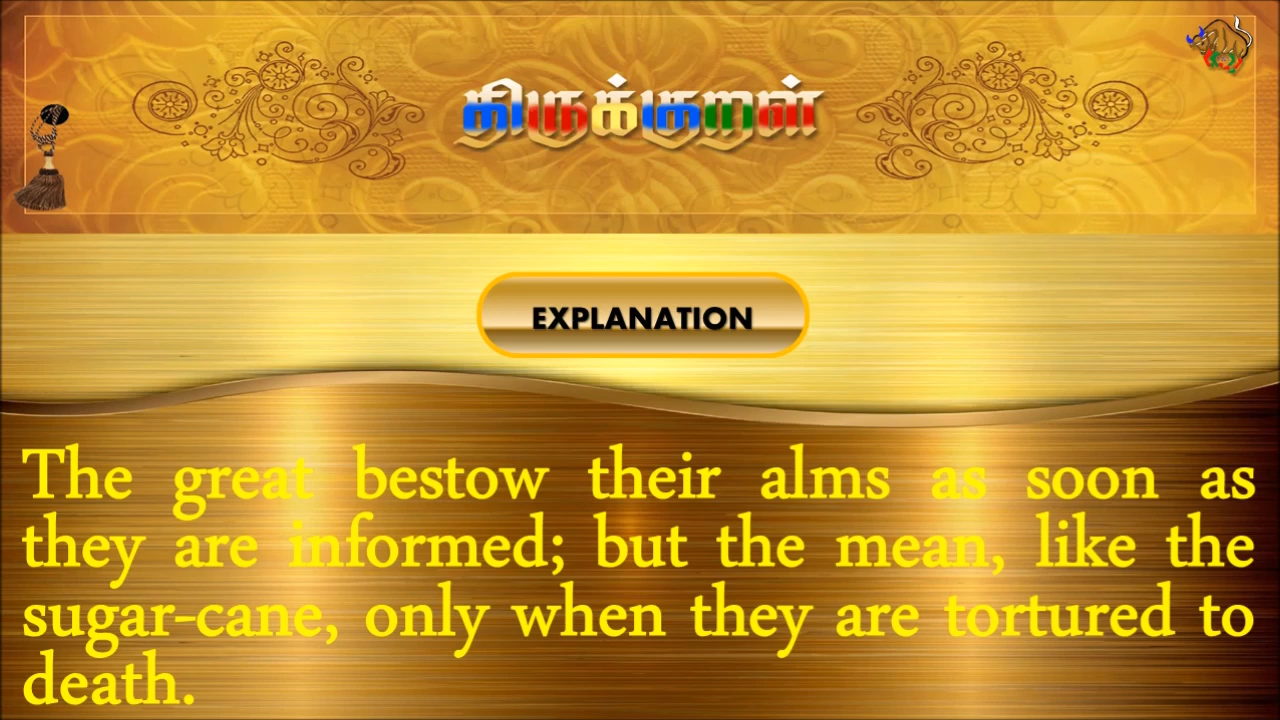 திருக்குறள்
EXPLANATION
The great bestow their alms as soon as
they are informed; but the mean, like the
sugar-cane, only when they are tortured to
death.